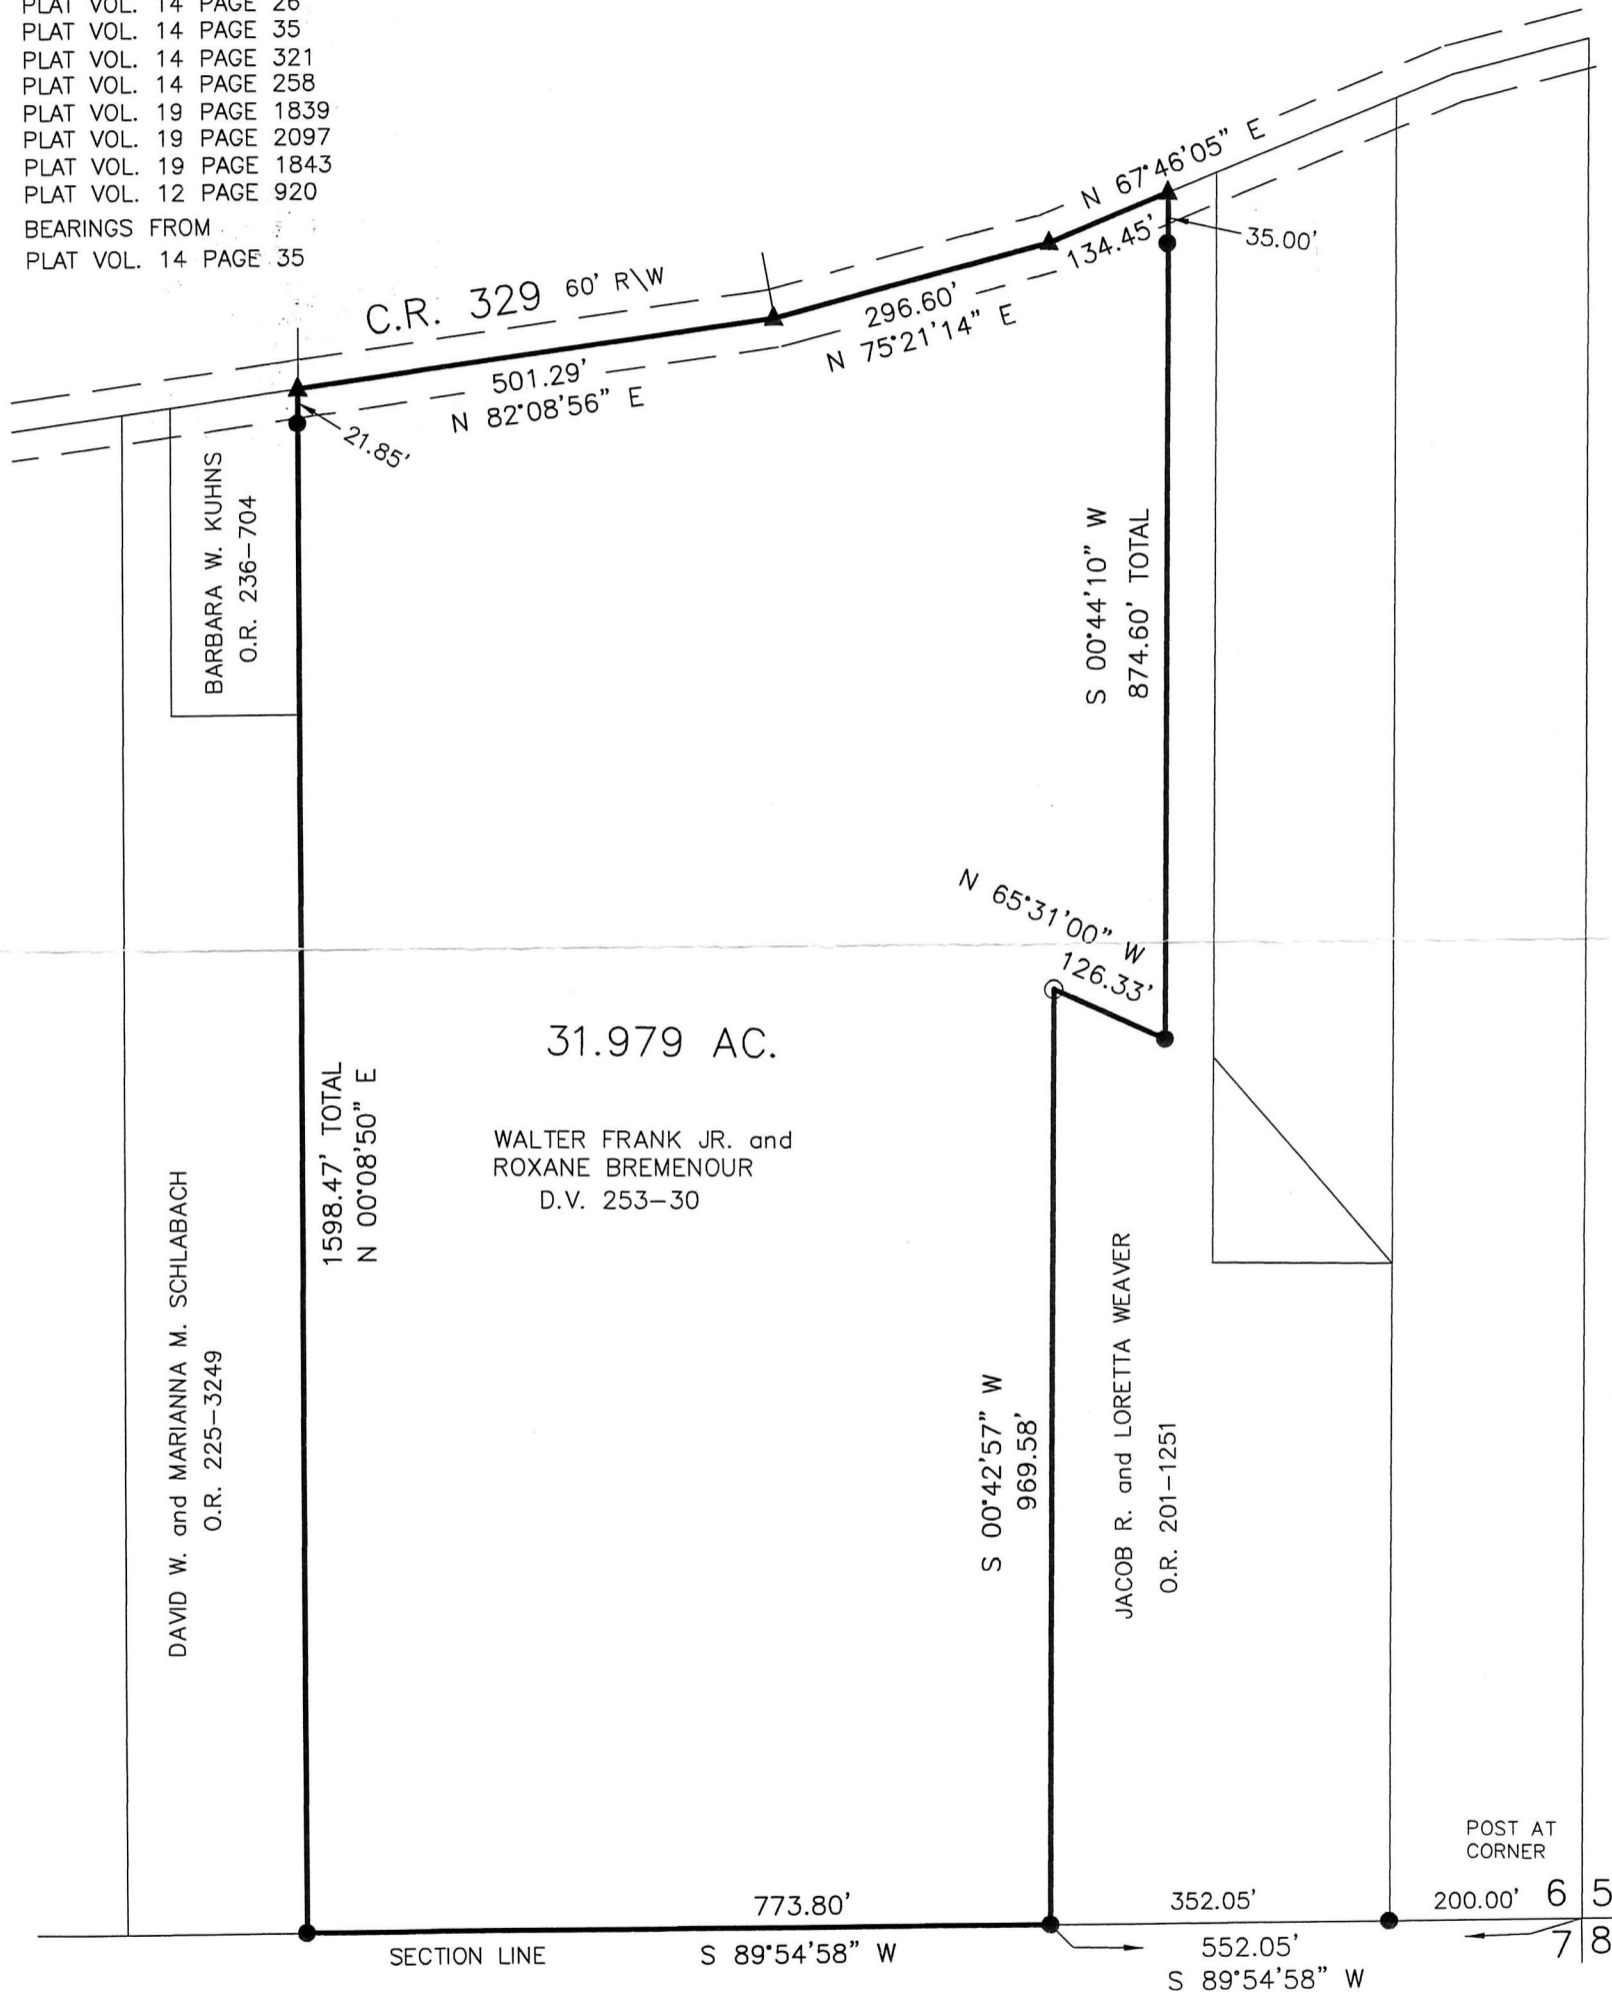 PLAT VOL. 14 PAGE 26
PLAT VOL. 14 PAGE 35
PLAT VOL. 14 PAGE 321
PLAT VOL. 14 PAGE 258
PLAT VOL. 19 PAGE 1839
PLAT VOL. 19 PAGE 2097
PLAT VOL. 19 PAGE 1843
PLAT VOL. 12 PAGE 920
BEARINGS FROM
PLAT VOL. 14 PAGE 35
C.R. 329 60' R\W
N 67°46'05" E
134.45'
35.00'
296.60'
N 75°21'14" E
501.29'
N 82°08'56" E
21.85'
BARBARA W. KUHNS
O.R. 236-704
S 00°44'10" W
874.60' TOTAL
N 65°31'00" W
126.33'
31.979 AC.
WALTER FRANK JR. and
ROXANE BREMENOUR
D.V. 253-30
1598.47' TOTAL
N 00°08'50" E
DAVID W. and MARIANNA M. SCHLABACH
O.R. 225-3249
S 00°42'57" W
969.58'
JACOB R. and LORETTA WEAVER
O.R. 201-1251
POST AT
CORNER
773.80'
352.05'
200.00'
6 5
7 8
SECTION LINE
S 89°54'58" W
552.05'
S 89°54'58" W